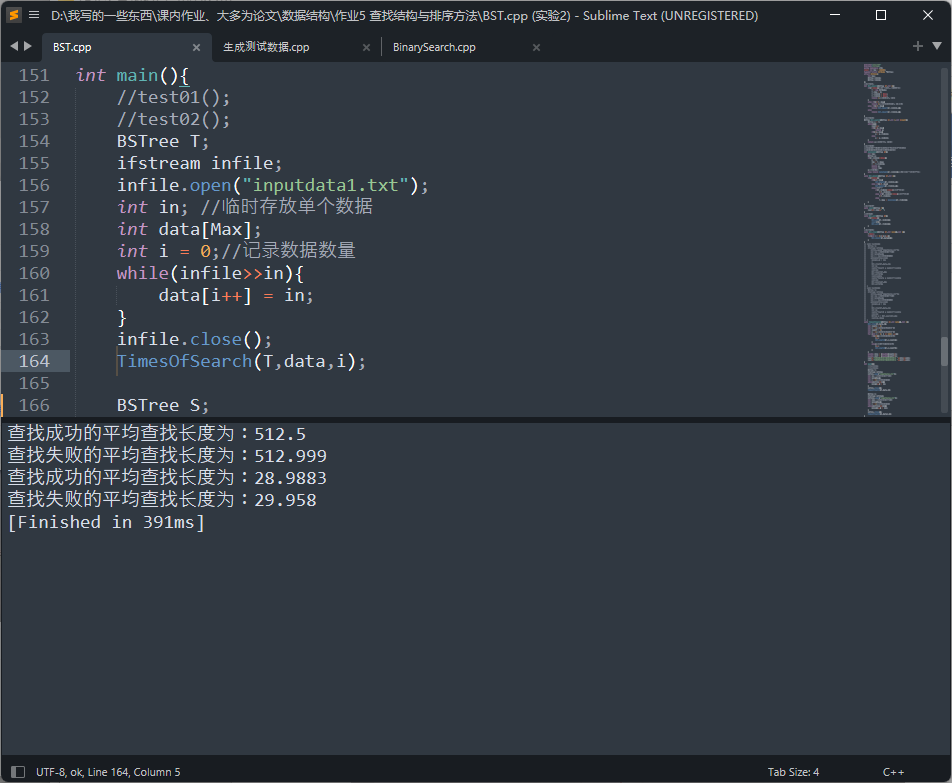 D:\我写的一些东西\课内作业、大多为论文\数据结构\作业5 查找结构与排序方法\BST.cpp (实验2) - Sublime Text (UNREGISTERED)
BST.cpp 生成测试数据.cpp BinarySearch.cpp
151 int main(){
152 //test01();
153 //test02();
154 BSTree T;
155 ifstream infile;
156 infile.open("inputdata1.txt");
157 int in; //临时存放单个数据
158 int data[Max];
159 int i = 0;//记录数据数量
160 while(infile>>in){
161 data[i++] = in;
162 }
163 infile.close();
164 TimesOfSearch(T,data,i);
165
166 BSTree S;
查找成功的平均查找长度为：512.5
查找失败的平均查找长度为：512.999
查找成功的平均查找长度为：28.9883
查找失败的平均查找长度为：29.958
[Finished in 391ms]
UTF-8, ok, Line 164, Column 5 Tab Size: 4 C++